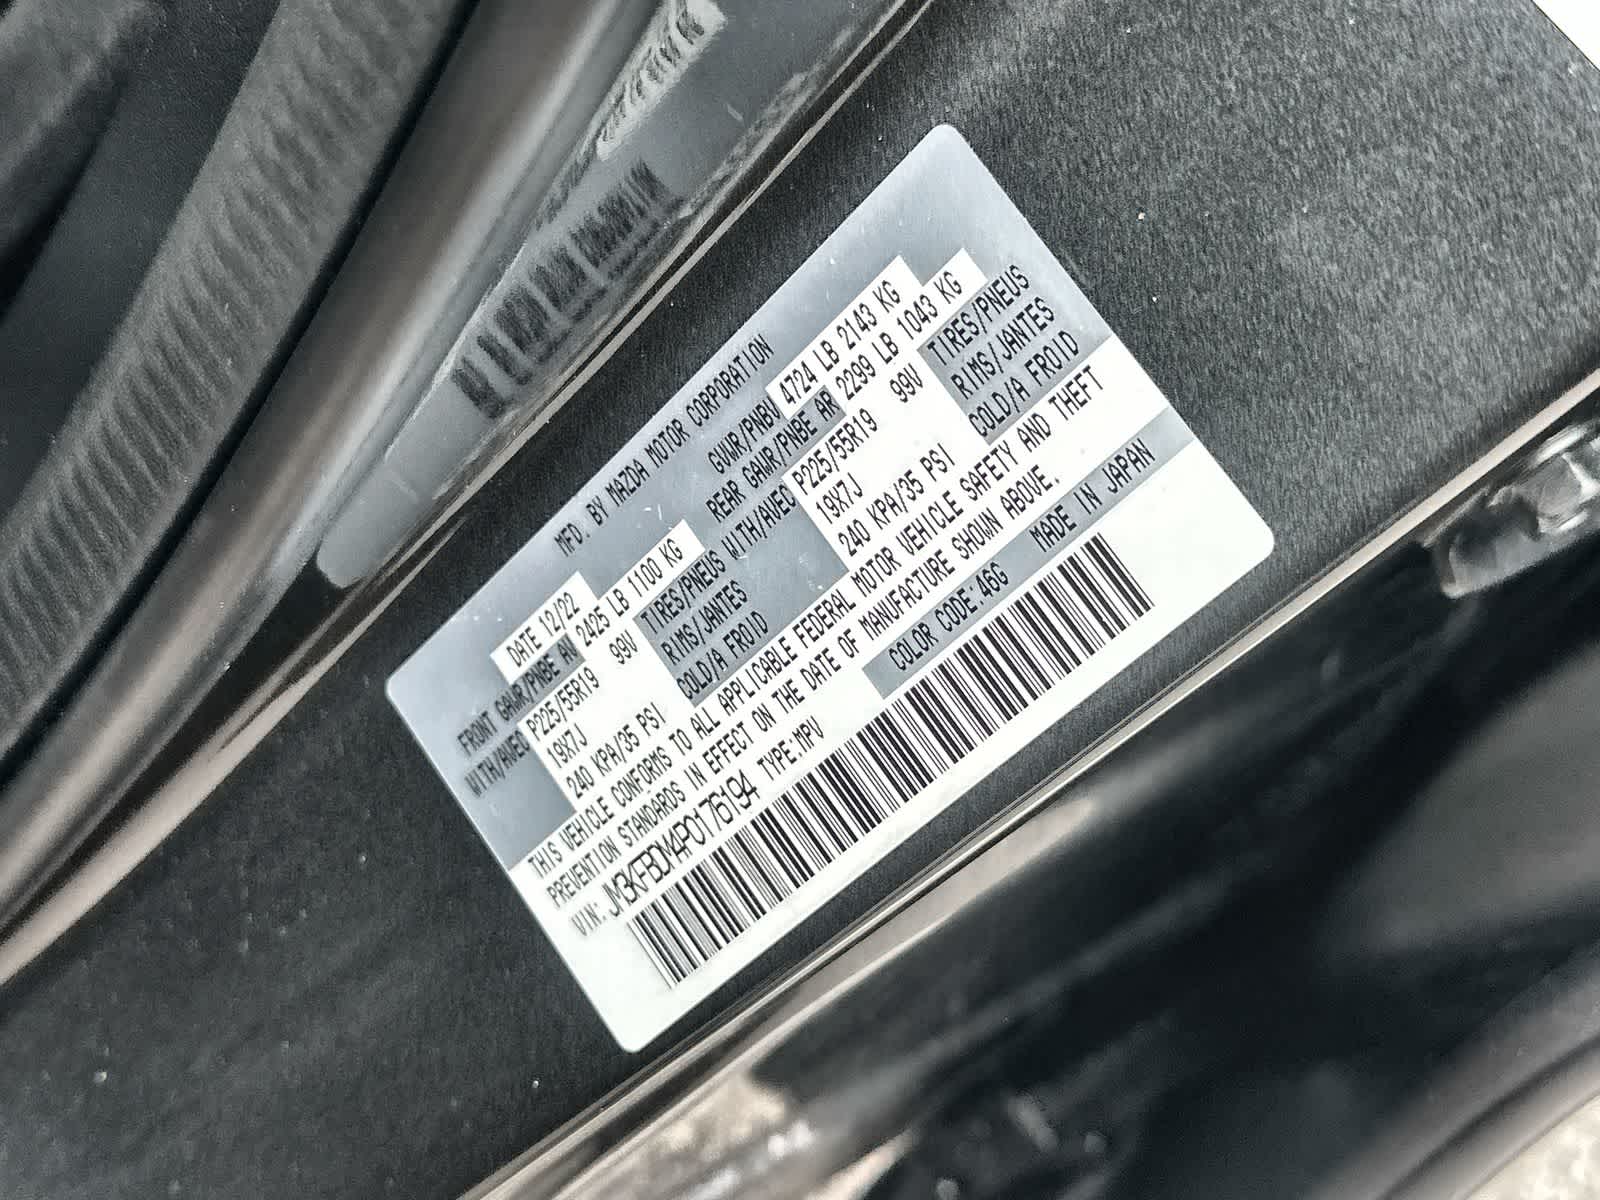 MFD. BY MAZDA MOTOR CORPORATION
DATE 12/22 GVWR/PNBV 4724 LB 2143 KG
FRONT GAWR/PNBE AV 2425 LB 1100 KG REAR GAWR/PNBE AR 2299 LB 1043 KG
WITH/AVEC P225/55R19 99V TIRES/PNEUS WITH/AVEC P225/55R19 99V TIRES/PNEUS
19X7J RIMS/JANTES 19X7J RIMS/JANTES
240 KPA/35 PSI COLD/A FROID 240 KPA/35 PSI COLD/A FROID
THIS VEHICLE CONFORMS TO ALL APPLICABLE FEDERAL MOTOR VEHICLE SAFETY AND THEFT
PREVENTION STANDARDS IN EFFECT ON THE DATE OF MANUFACTURE SHOWN ABOVE.
VIN: JM3KFBDM4P0176194 TYPE:MPV COLOR CODE:46G MADE IN JAPAN